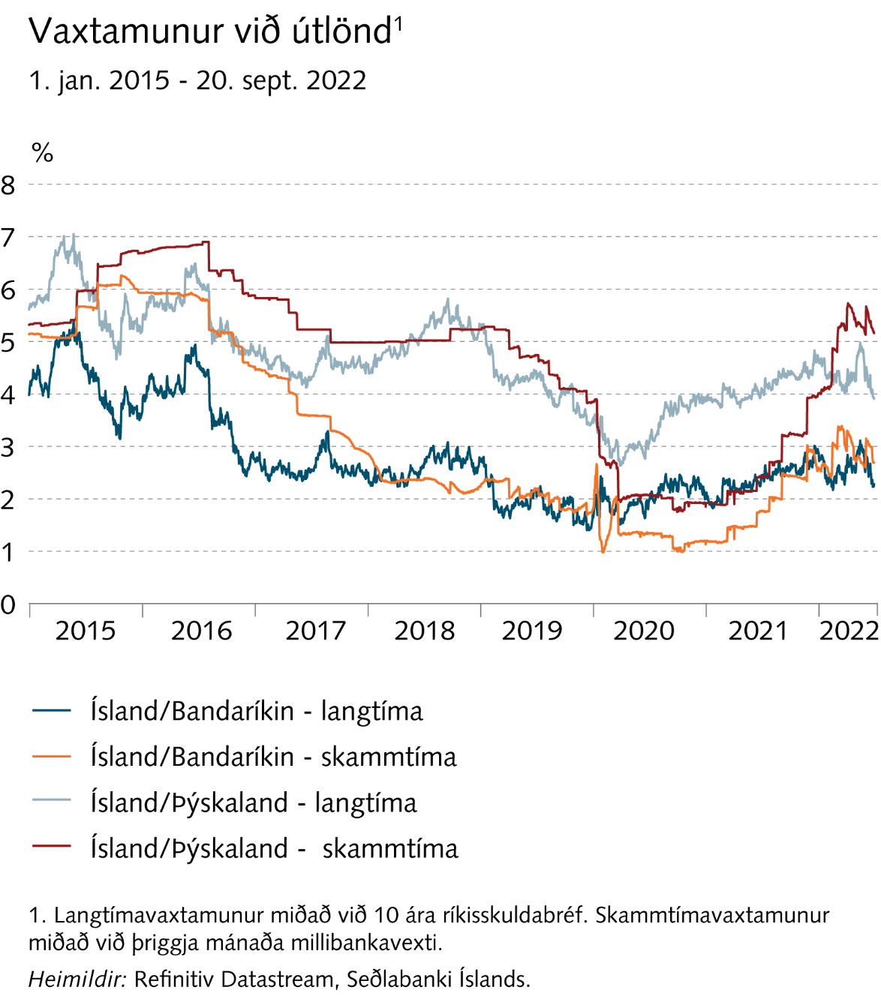 Vaxtamunur við útlönd¹
1. jan. 2015 - 20. sept. 2022
%
8
7
6
5
4
3
2
1
0
2015 2016 2017 2018 2019 2020 2021 2022
Ísland/Bandaríkin - langtíma
Ísland/Bandaríkin - skammtíma
Ísland/Þýskaland - langtíma
Ísland/Þýskaland - skammtíma
1. Langtímavaxtamunur miðað við 10 ára ríkisskuldabréf. Skammtímavaxtamunur
miðað við þriggja mánaða millibankavexti.
Heimildir: Refinitiv Datastream, Seðlabanki Íslands.